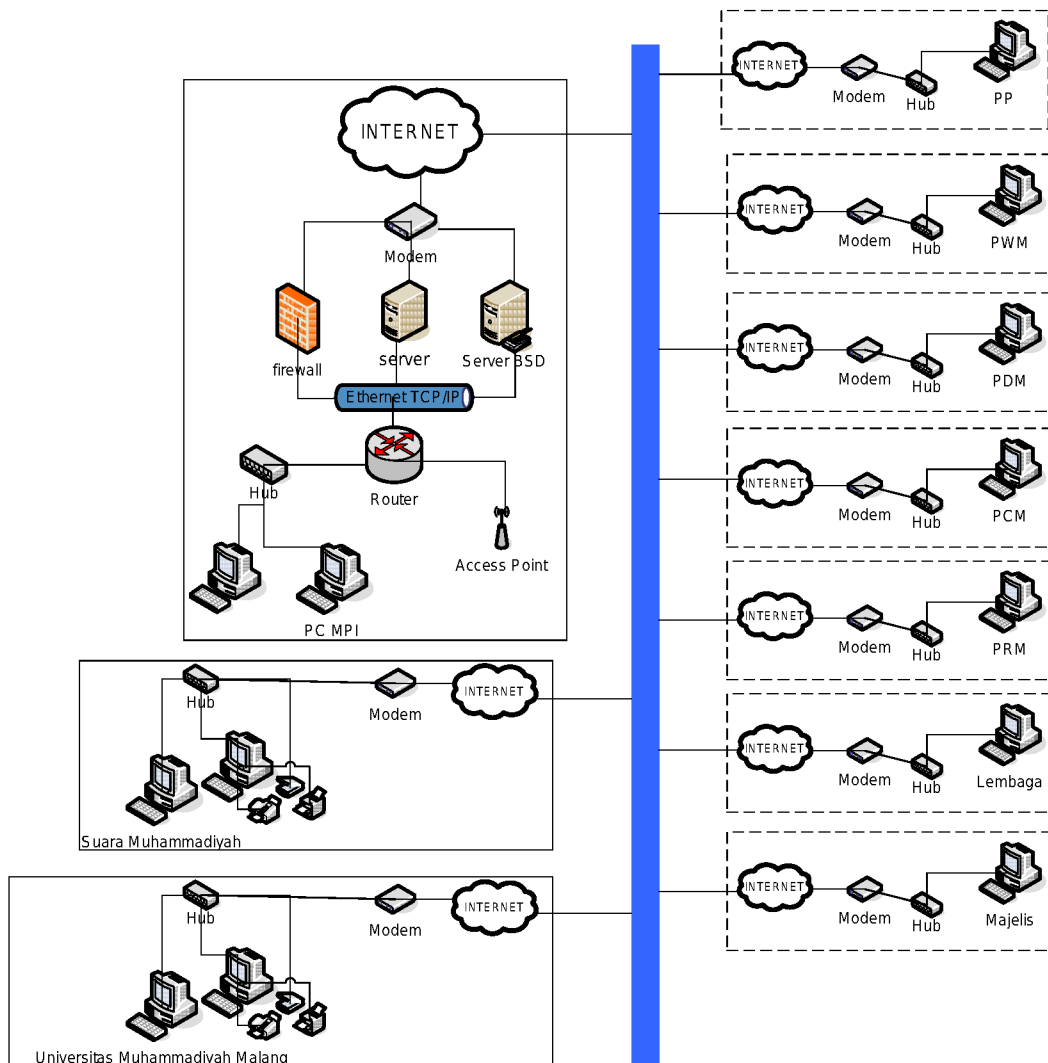 INTERNET
Modem
firewall
server
Server BSD
Ethernet TCP/IP
Router
Hub
Access Point
PC MPI
Hub
Modem
INTERNET
Suara Muhammadiyah
Hub
Modem
INTERNET
Universitas Muhammadiyah Malang
INTERNET
Modem
Hub
PP
INTERNET
Modem
Hub
PWM
INTERNET
Modem
Hub
PDM
INTERNET
Modem
Hub
PCM
INTERNET
Modem
Hub
PRM
INTERNET
Modem
Hub
Lembaga
INTERNET
Modem
Hub
Majelis